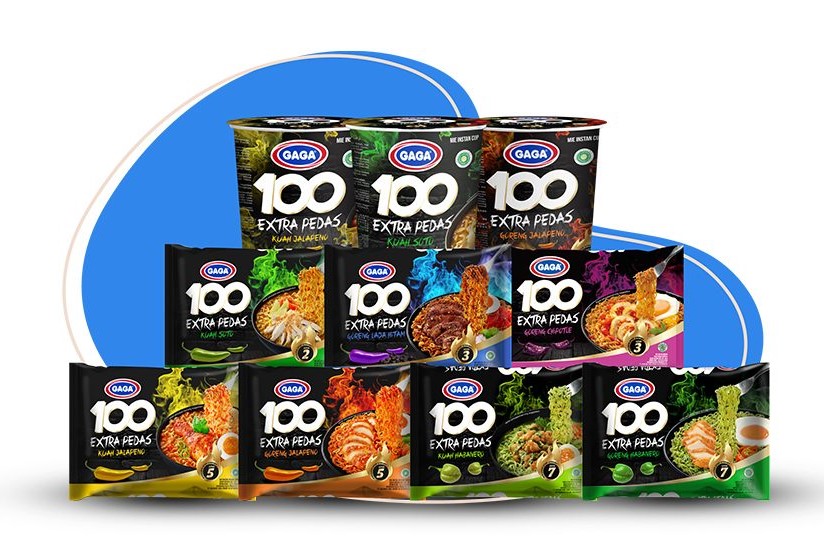 MIE INSTAN CUP
GAGA
100
EXTRA PEDAS
KUAH JALAPENO
GAGA
100
EXTRA PEDAS
KUAH SOTO
MIE INSTAN CUP
GAGA
100
EXTRA PEDAS
GORENG JALAPENO
GAGA
100
EXTRA PEDAS
KUAH SOTO
2
GAGA
100
EXTRA PEDAS
GORENG LADA HITAM
3
GAGA
100
EXTRA PEDAS
GORENG CHIPOTLE
3
GAGA
100
EXTRA PEDAS
KUAH JALAPENO
5
GAGA
100
EXTRA PEDAS
GORENG JALAPENO
5
GAGA
100
EXTRA PEDAS
KUAH HABANERO
7
GAGA
100
EXTRA PEDAS
GORENG HABANERO
7